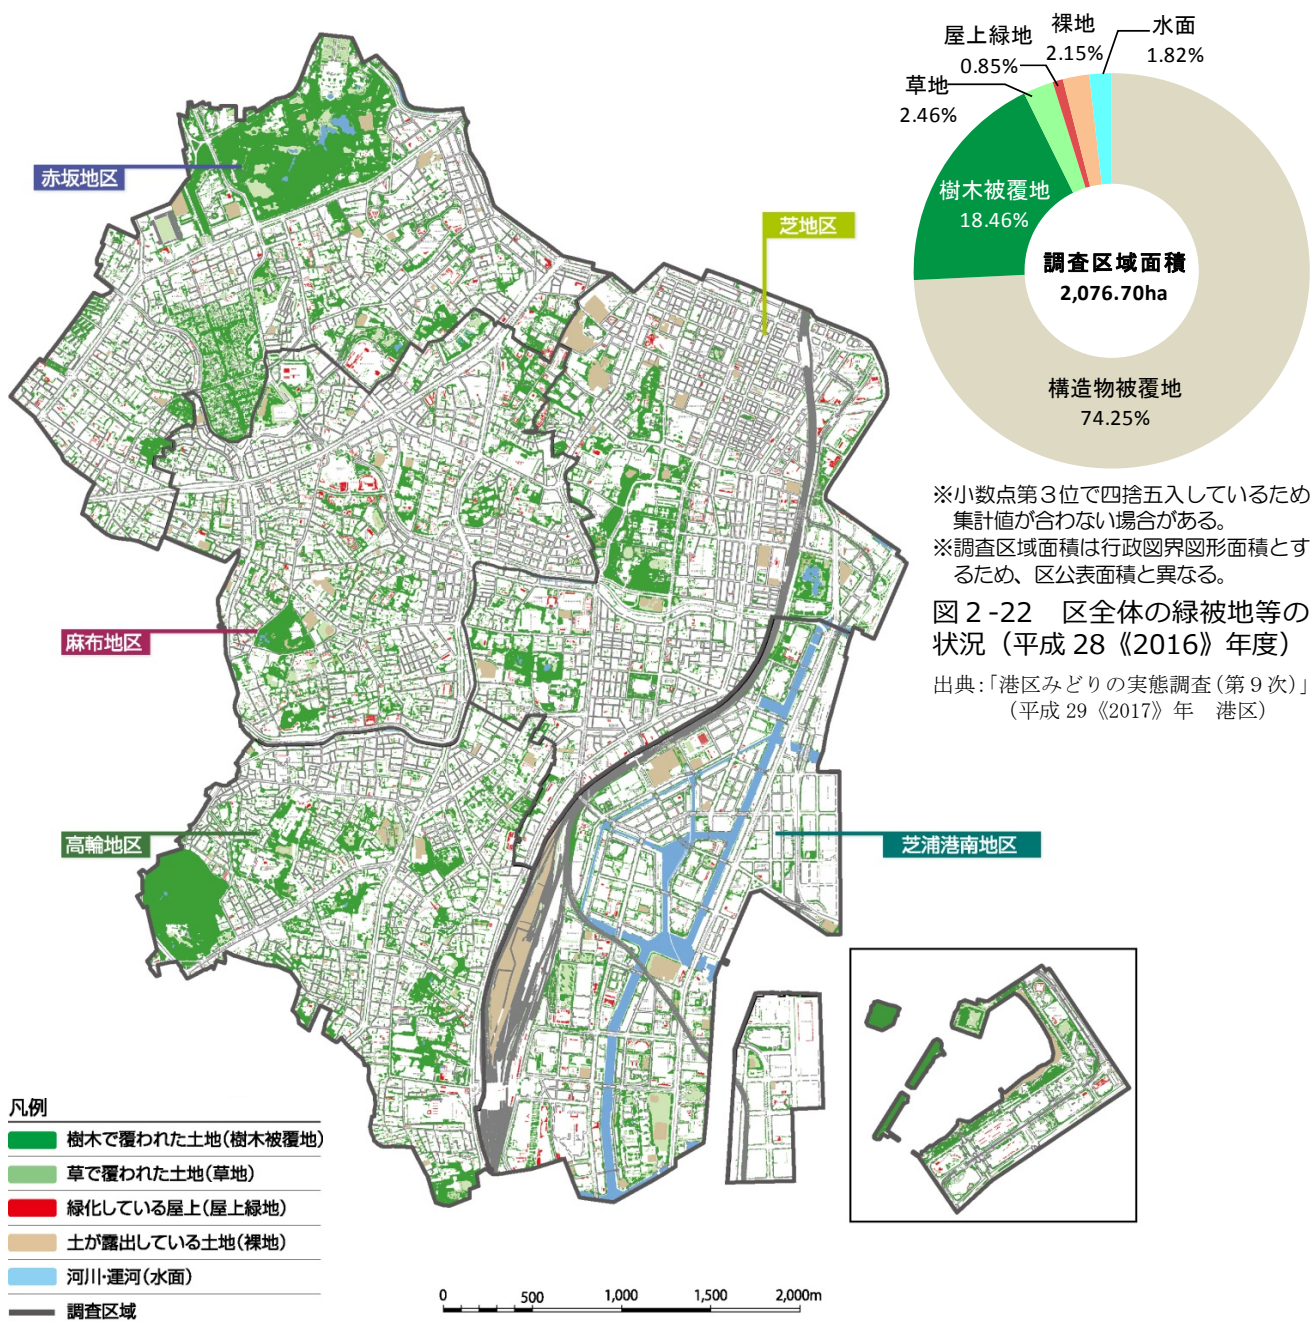 赤坂地区
芝地区
麻布地区
高輪地区
芝浦港南地区
屋上緑地
0.85%
裸地
2.15%
水面
1.82%
草地
2.46%
樹木被覆地
18.46%
調査区域面積
2,076.70ha
構造物被覆地
74.25%
※小数点第3位で四捨五入しているため
集計値が合わない場合がある。
※調査区域面積は行政図界図形面積とす
るため、区公表面積と異なる。
図2-22　区全体の緑被地等の
状況（平成28《2016》年度）
出典：「港区みどりの実態調査（第9次）」
（平成29《2017》年　港区）
凡例
樹木で覆われた土地（樹木被覆地）
草で覆われた土地（草地）
緑化している屋上（屋上緑地）
土が露出している土地（裸地）
河川・運河（水面）
調査区域
0 500 1,000 1,500 2,000m